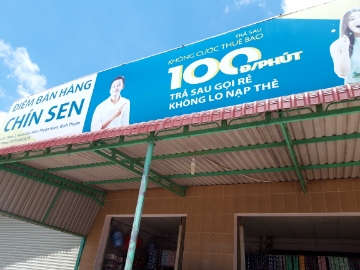 ĐIỂM BÁN HÀNG
CHÍN SEN
TRẢ SAU
KHÔNG CƯỚC THUÊ BAO
100Đ/PHÚT
TRẢ SAU GỌI RẺ
KHÔNG LO NẠP THẺ